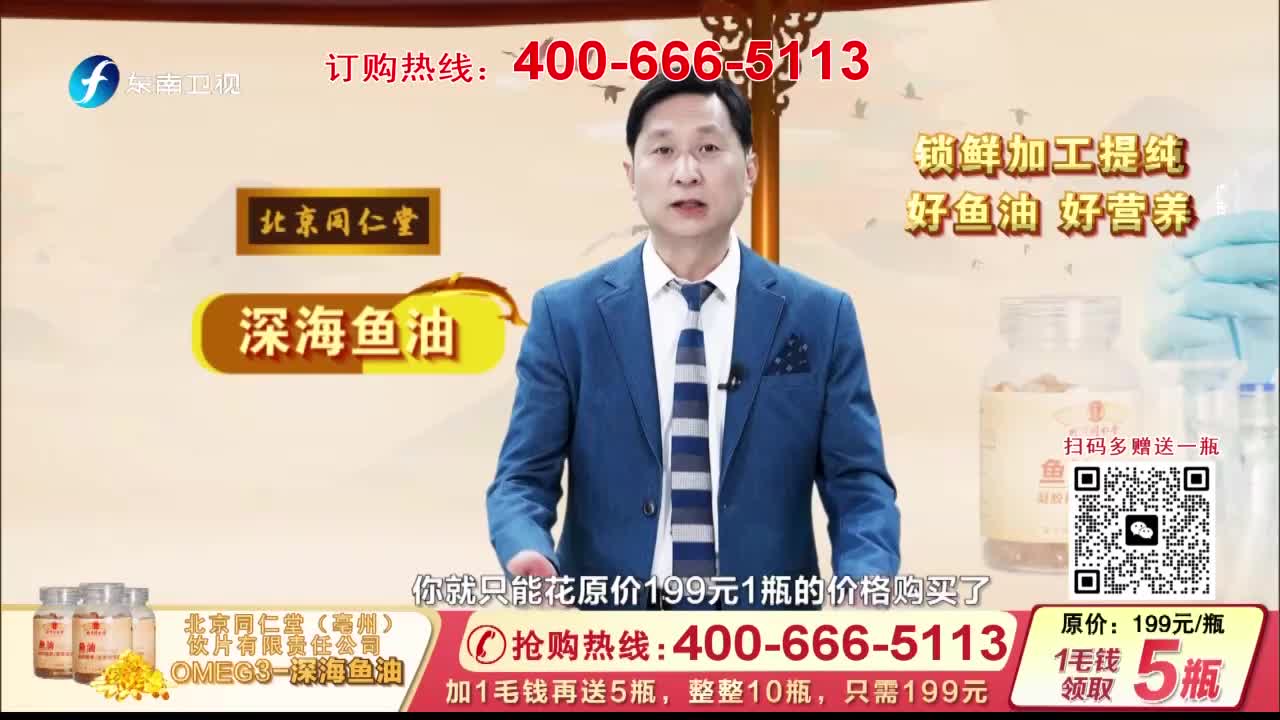 订购热线：400-666-5113
东南卫视
锁鲜加工提纯
好鱼油 好营养
北京同仁堂
深海鱼油
扫码多赠送一瓶
你就只能花原价199元1瓶的价格购买了
北京同仁堂（亳州）
饮片有限责任公司
OMEG3-深海鱼油
抢购热线：400-666-5113
加1毛钱再送5瓶，整整10瓶，只需199元
原价：199元/瓶
1毛钱
领取
5瓶